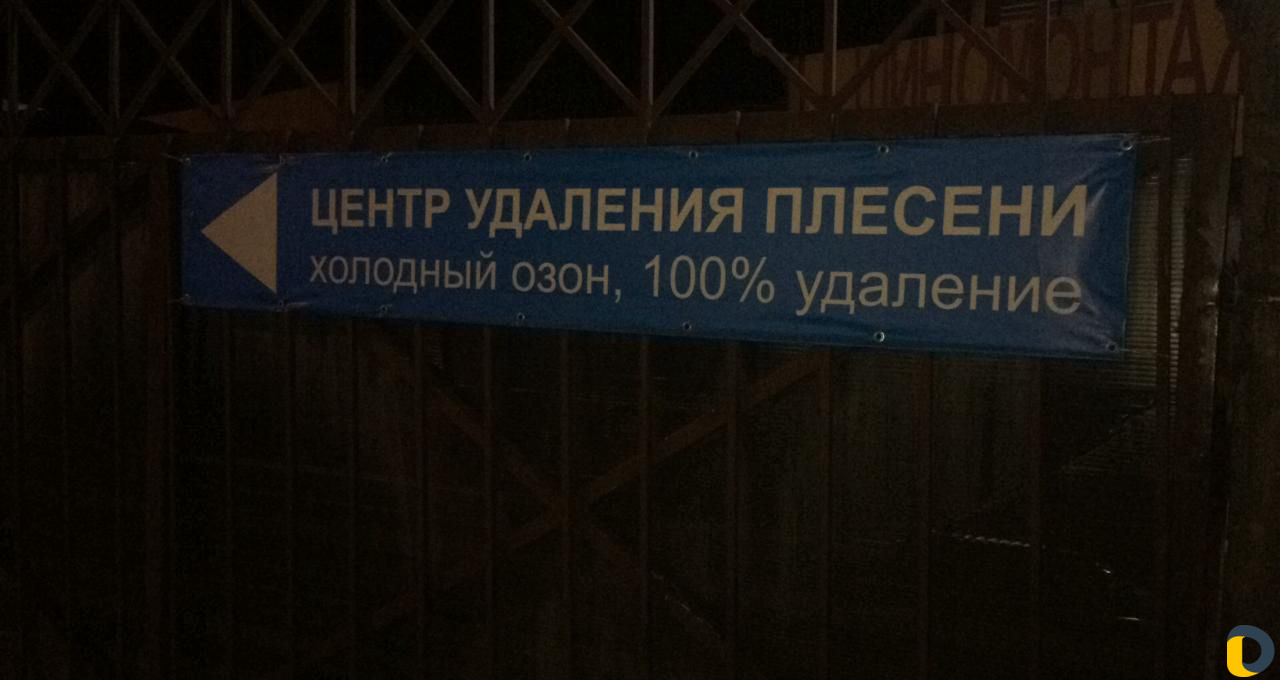 ЦЕНТР УДАЛЕНИЯ ПЛЕСЕНИ
холодный озон, 100% удаление